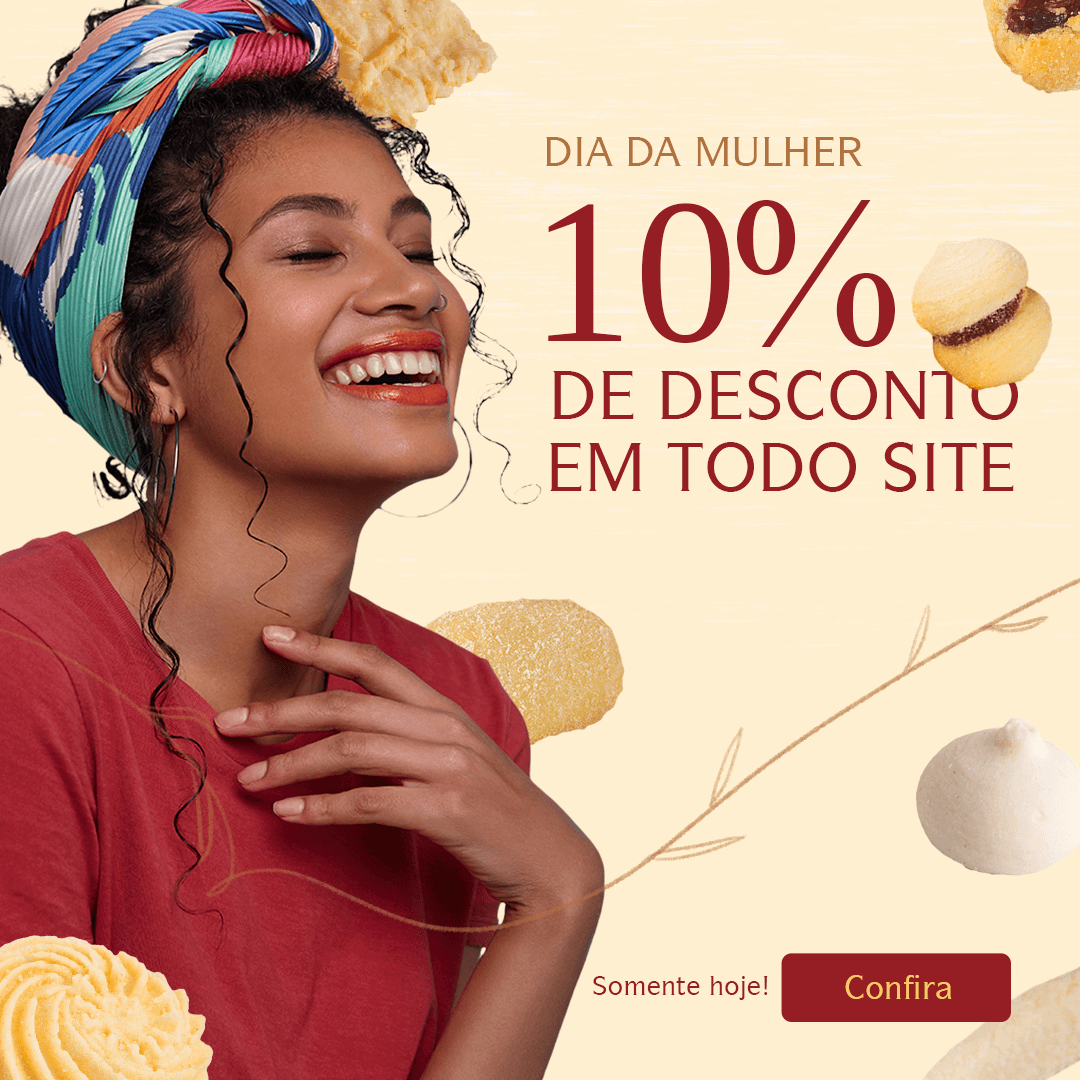 DIA DA MULHER
10%
DE DESCONTO
EM TODO SITE
Somente hoje!
Confira